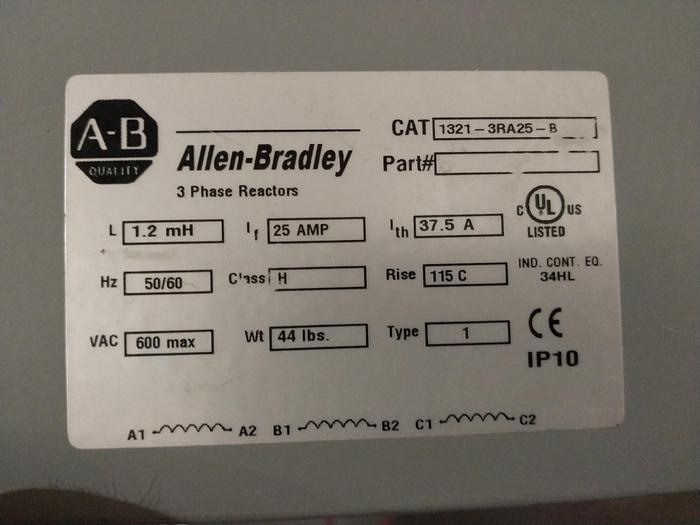 A-B
QUALITY
Allen-Bradley
3 Phase Reactors
CAT 1321-3RA25-B
Part#
L 1.2 mH If 25 AMP Ith 37.5 A
C UL US
LISTED
Hz 50/60 Class H Rise 115 C
IND. CONT. EQ.
34HL
VAC 600 max Wt 44 lbs. Type 1
CE
IP10
A1 A2 B1 B2 C1 C2